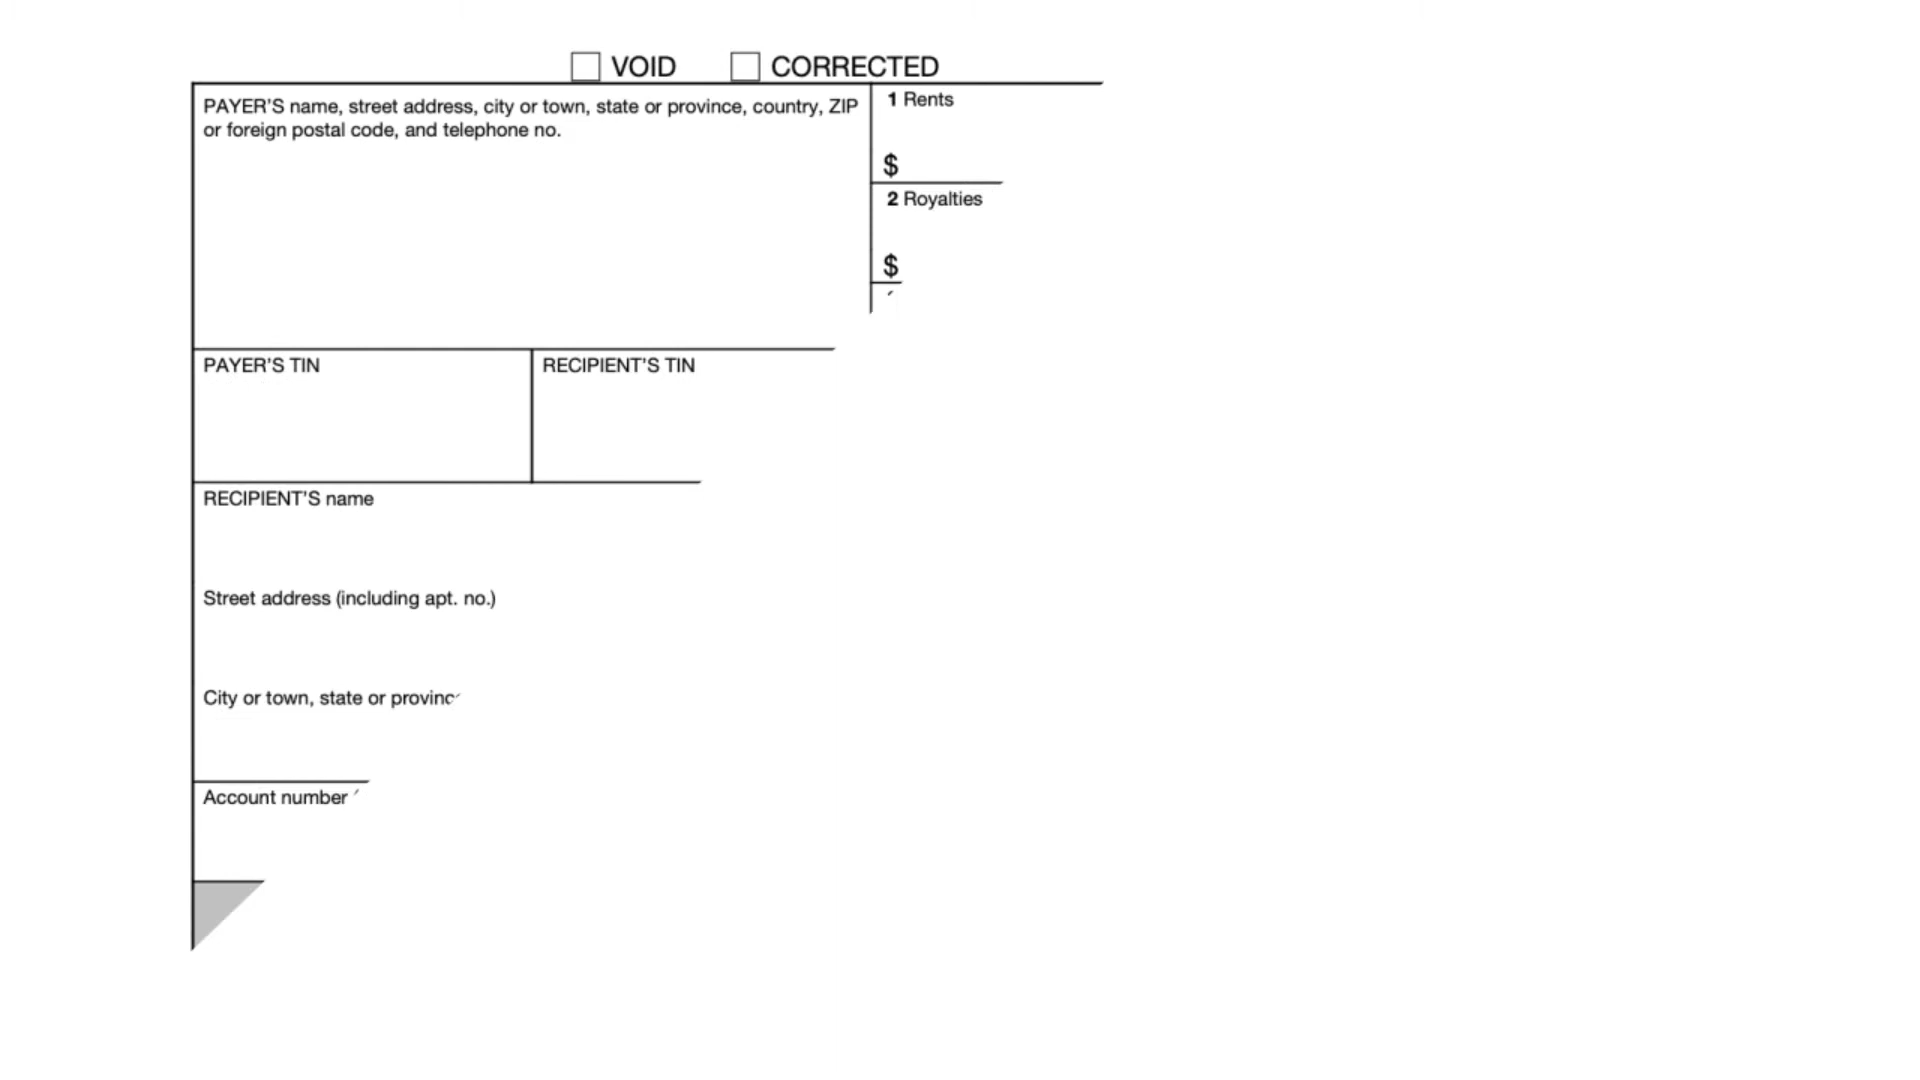 VOID CORRECTED
PAYER'S name, street address, city or town, state or province, country, ZIP
or foreign postal code, and telephone no.
1 Rents
$
2 Royalties
$
PAYER'S TIN
RECIPIENT'S TIN
RECIPIENT'S name
Street address (including apt. no.)
City or town, state or
Account number